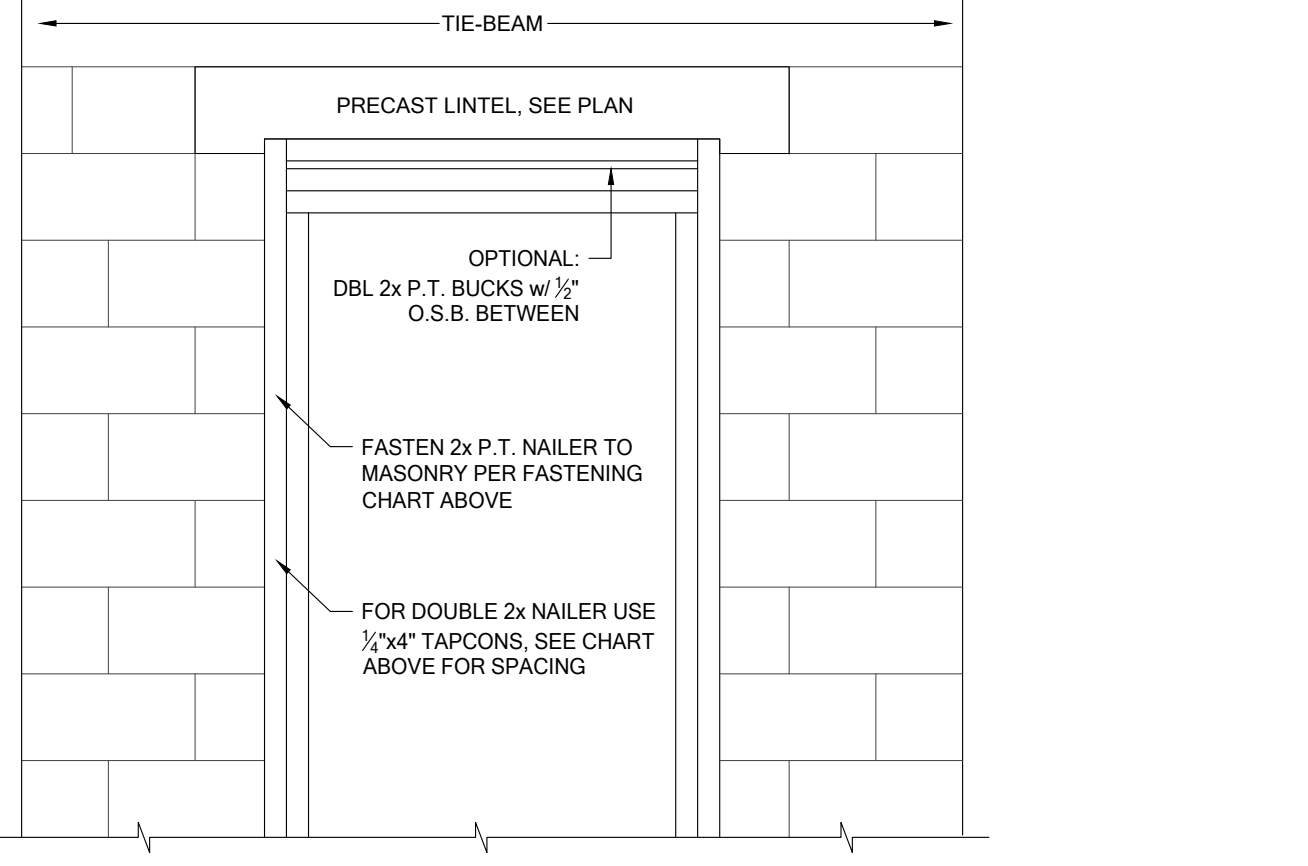 TIE-BEAM
PRECAST LINTEL, SEE PLAN
OPTIONAL:
DBL 2x P.T. BUCKS w/ ½"
O.S.B. BETWEEN
FASTEN 2x P.T. NAILER TO
MASONRY PER FASTENING
CHART ABOVE
FOR DOUBLE 2x NAILER USE
¼"x4" TAPCONS, SEE CHART
ABOVE FOR SPACING